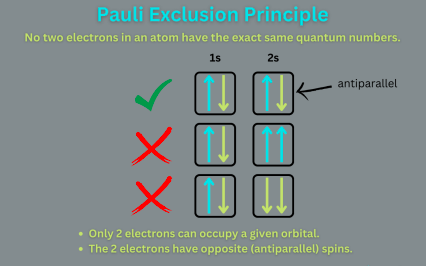 Pauli Exclusion Principle
No two electrons in an atom have the exact same quantum numbers.
1s 2s
antiparallel
• Only 2 electrons can occupy a given orbital.
• The 2 electrons have opposite (antiparallel) spins.